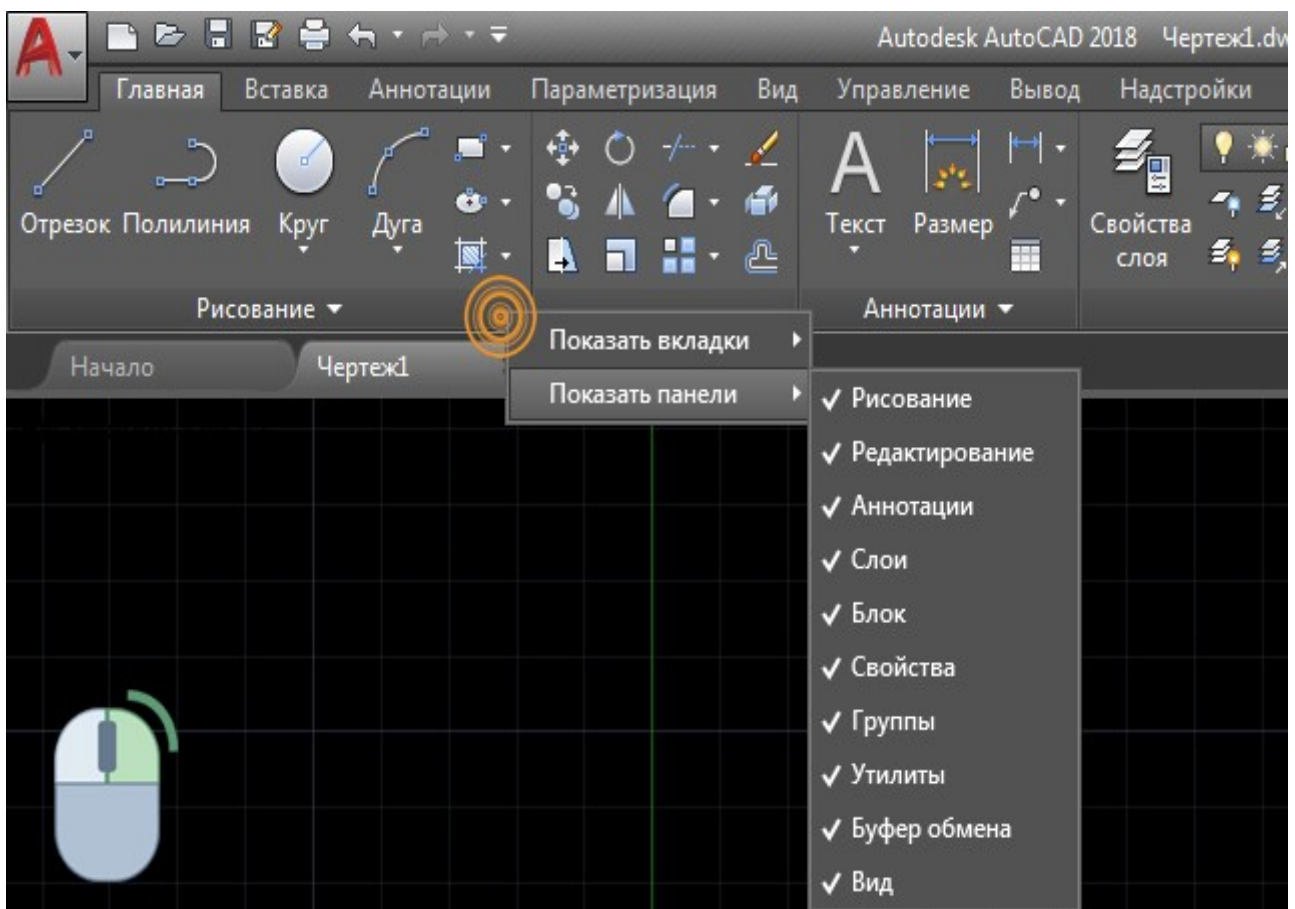 Autodesk AutoCAD 2018 Чертеж1.dw
Главная Вставка Аннотации Параметризация Вид Управление Вывод Надстройки
Отрезок Полилиния Круг Дуга Текст Размер Свойства
слоя
Рисование Аннотации
Начало Чертеж1
Показать вкладки
Показать панели
Рисование
Редактирование
Аннотации
Слои
Блок
Свойства
Группы
Утилиты
Буфер обмена
Вид